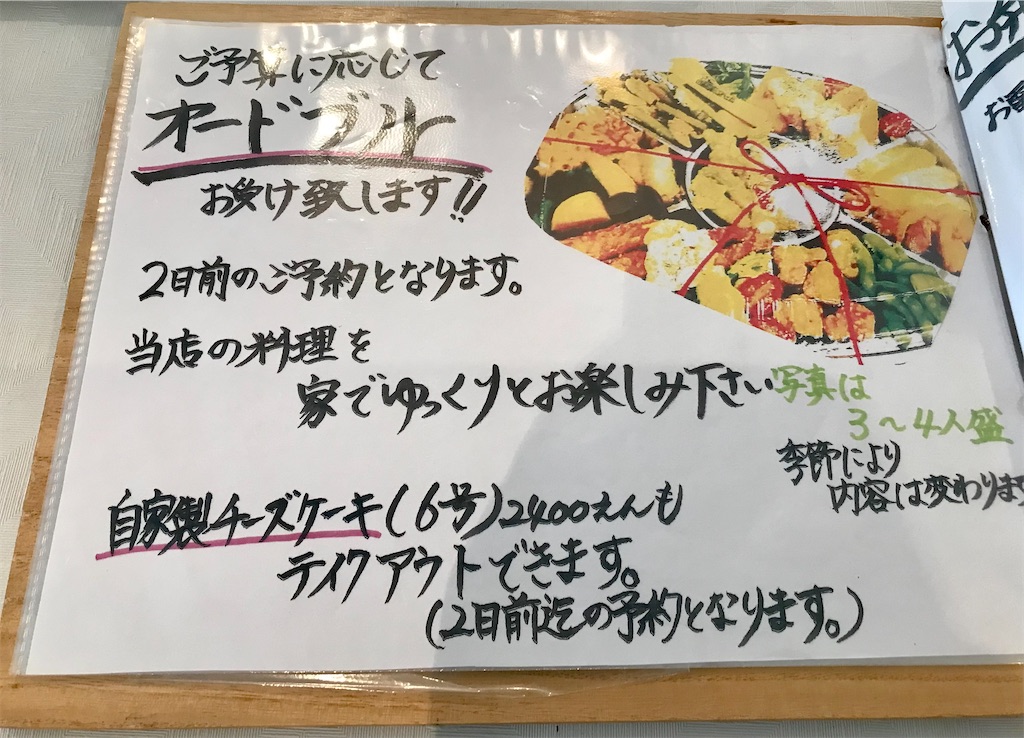 ご予算に応じて
オードブル
お受け致します!!
2日前のご予約となります。
当店の料理を
家でゆっくりとお楽しみ下さい
写真は
3~4人盛
季節により
内容は変わります
自家製チーズケーキ(6号)2400えんも
テイクアウトできます。
(2日前迄の予約となります。)